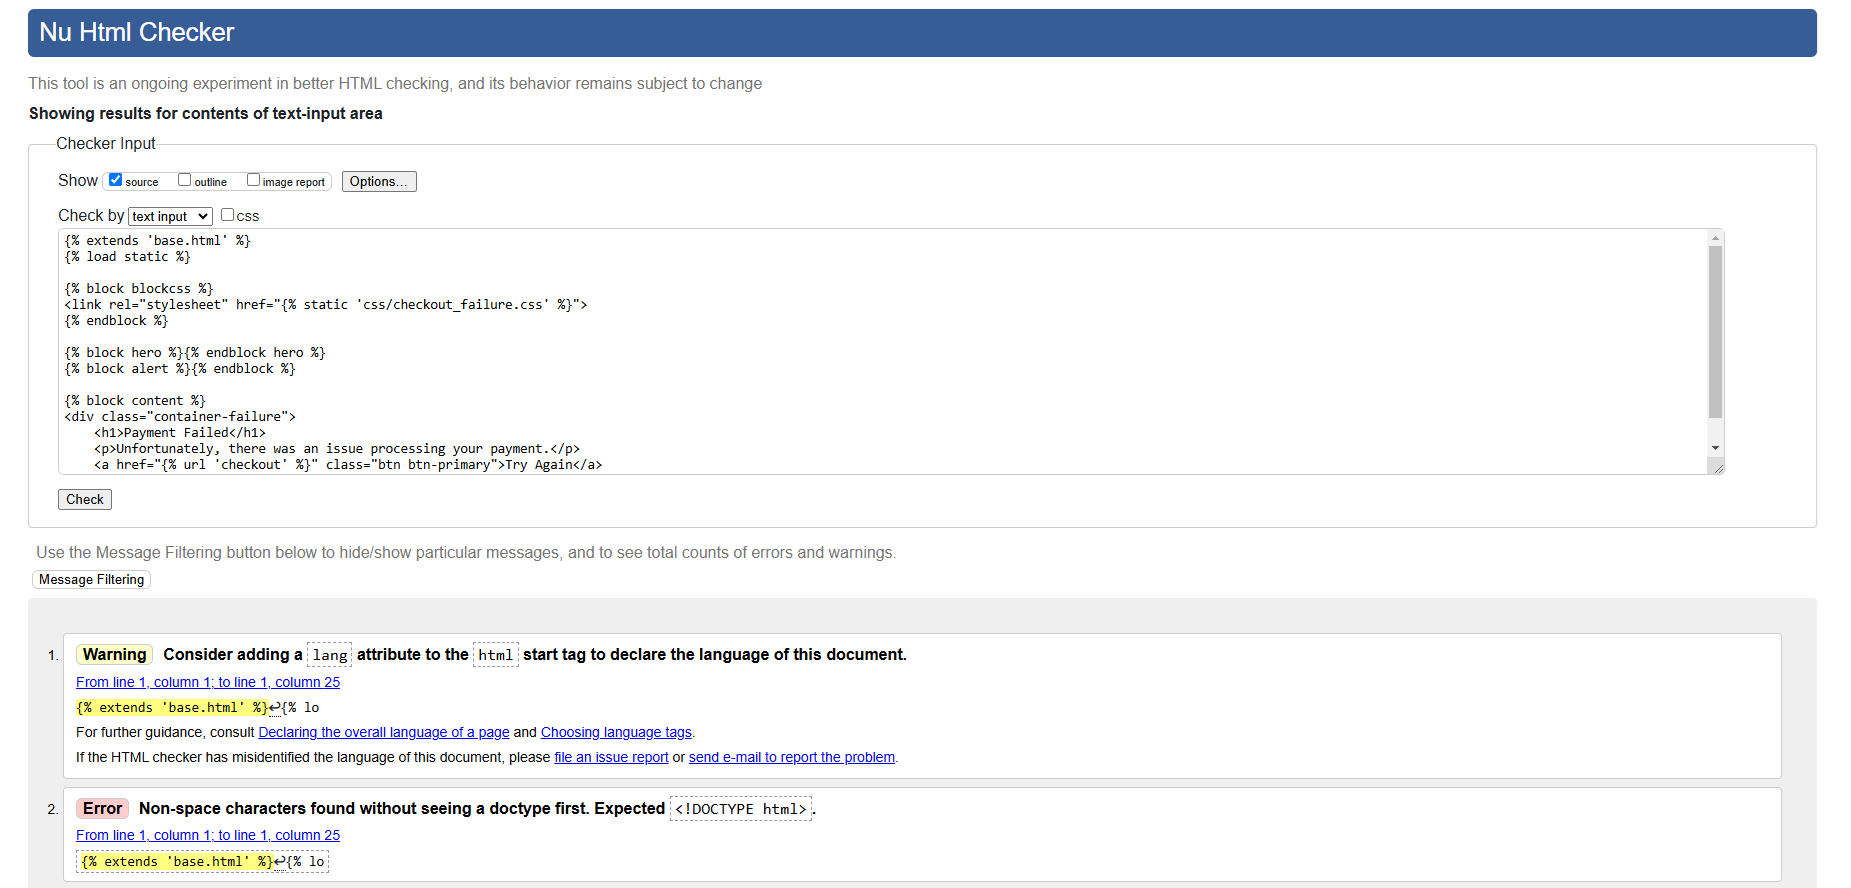 Nu Html Checker
This tool is an ongoing experiment in better HTML checking, and its behavior remains subject to change
Showing results for contents of text-input area
Checker Input
Show source outline image report Options...
Check by text input css
{% extends 'base.html' %}
{% load static %}
{% block blockcss %}
<link rel="stylesheet" href="{% static 'css/checkout_failure.css' %}">
{% endblock %}
{% block hero %}{% endblock hero %}
{% block alert %}{% endblock %}
{% block content %}
<div class="container-failure">
<h1>Payment Failed</h1>
<p>Unfortunately, there was an issue processing your payment.</p>
<a href="{% url 'checkout' %}" class="btn btn-primary">Try Again</a>
Check
Use the Message Filtering button below to hide/show particular messages, and to see total counts of errors and warnings.
Message Filtering
1. Warning Consider adding a lang attribute to the html start tag to declare the language of this document.
From line 1, column 1; to line 1, column 25
{% extends 'base.html' %}↩{% lo
For further guidance, consult Declaring the overall language of a page and Choosing language tags.
If the HTML checker has misidentified the language of this document, please file an issue report or send e-mail to report the problem.
2. Error Non-space characters found without seeing a doctype first. Expected <!DOCTYPE html>.
From line 1, column 1; to line 1, column 25
{% extends 'base.html' %}↩{% lo